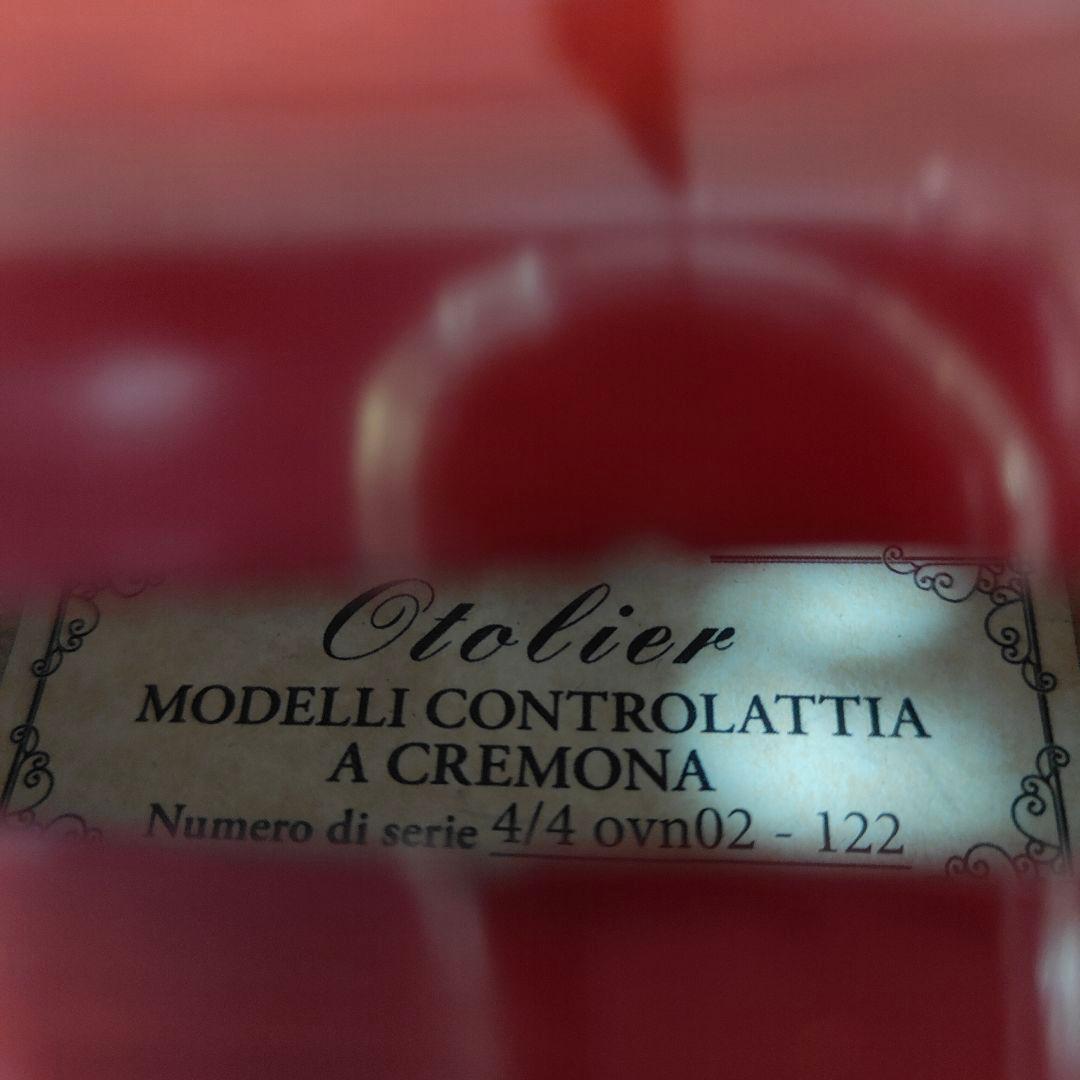 Otolier
MODELLI CONTROLATTIA
A CREMONA
Numero di serie 4/4 ovn02 - 122